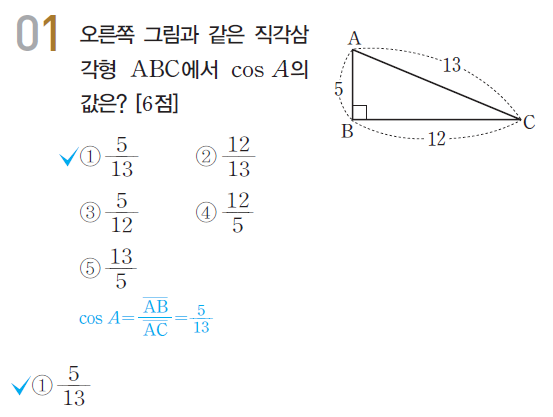 01 오른쪽 그림과 같은 직각삼
각형 ABC에서 cos A의
값은? [6점]
A
13
5
B
12
C
① 5/13 ② 12/13
③ 5/12 ④ 12/5
⑤ 13/5
cos A = AB/AC = 5/13
① 5/13